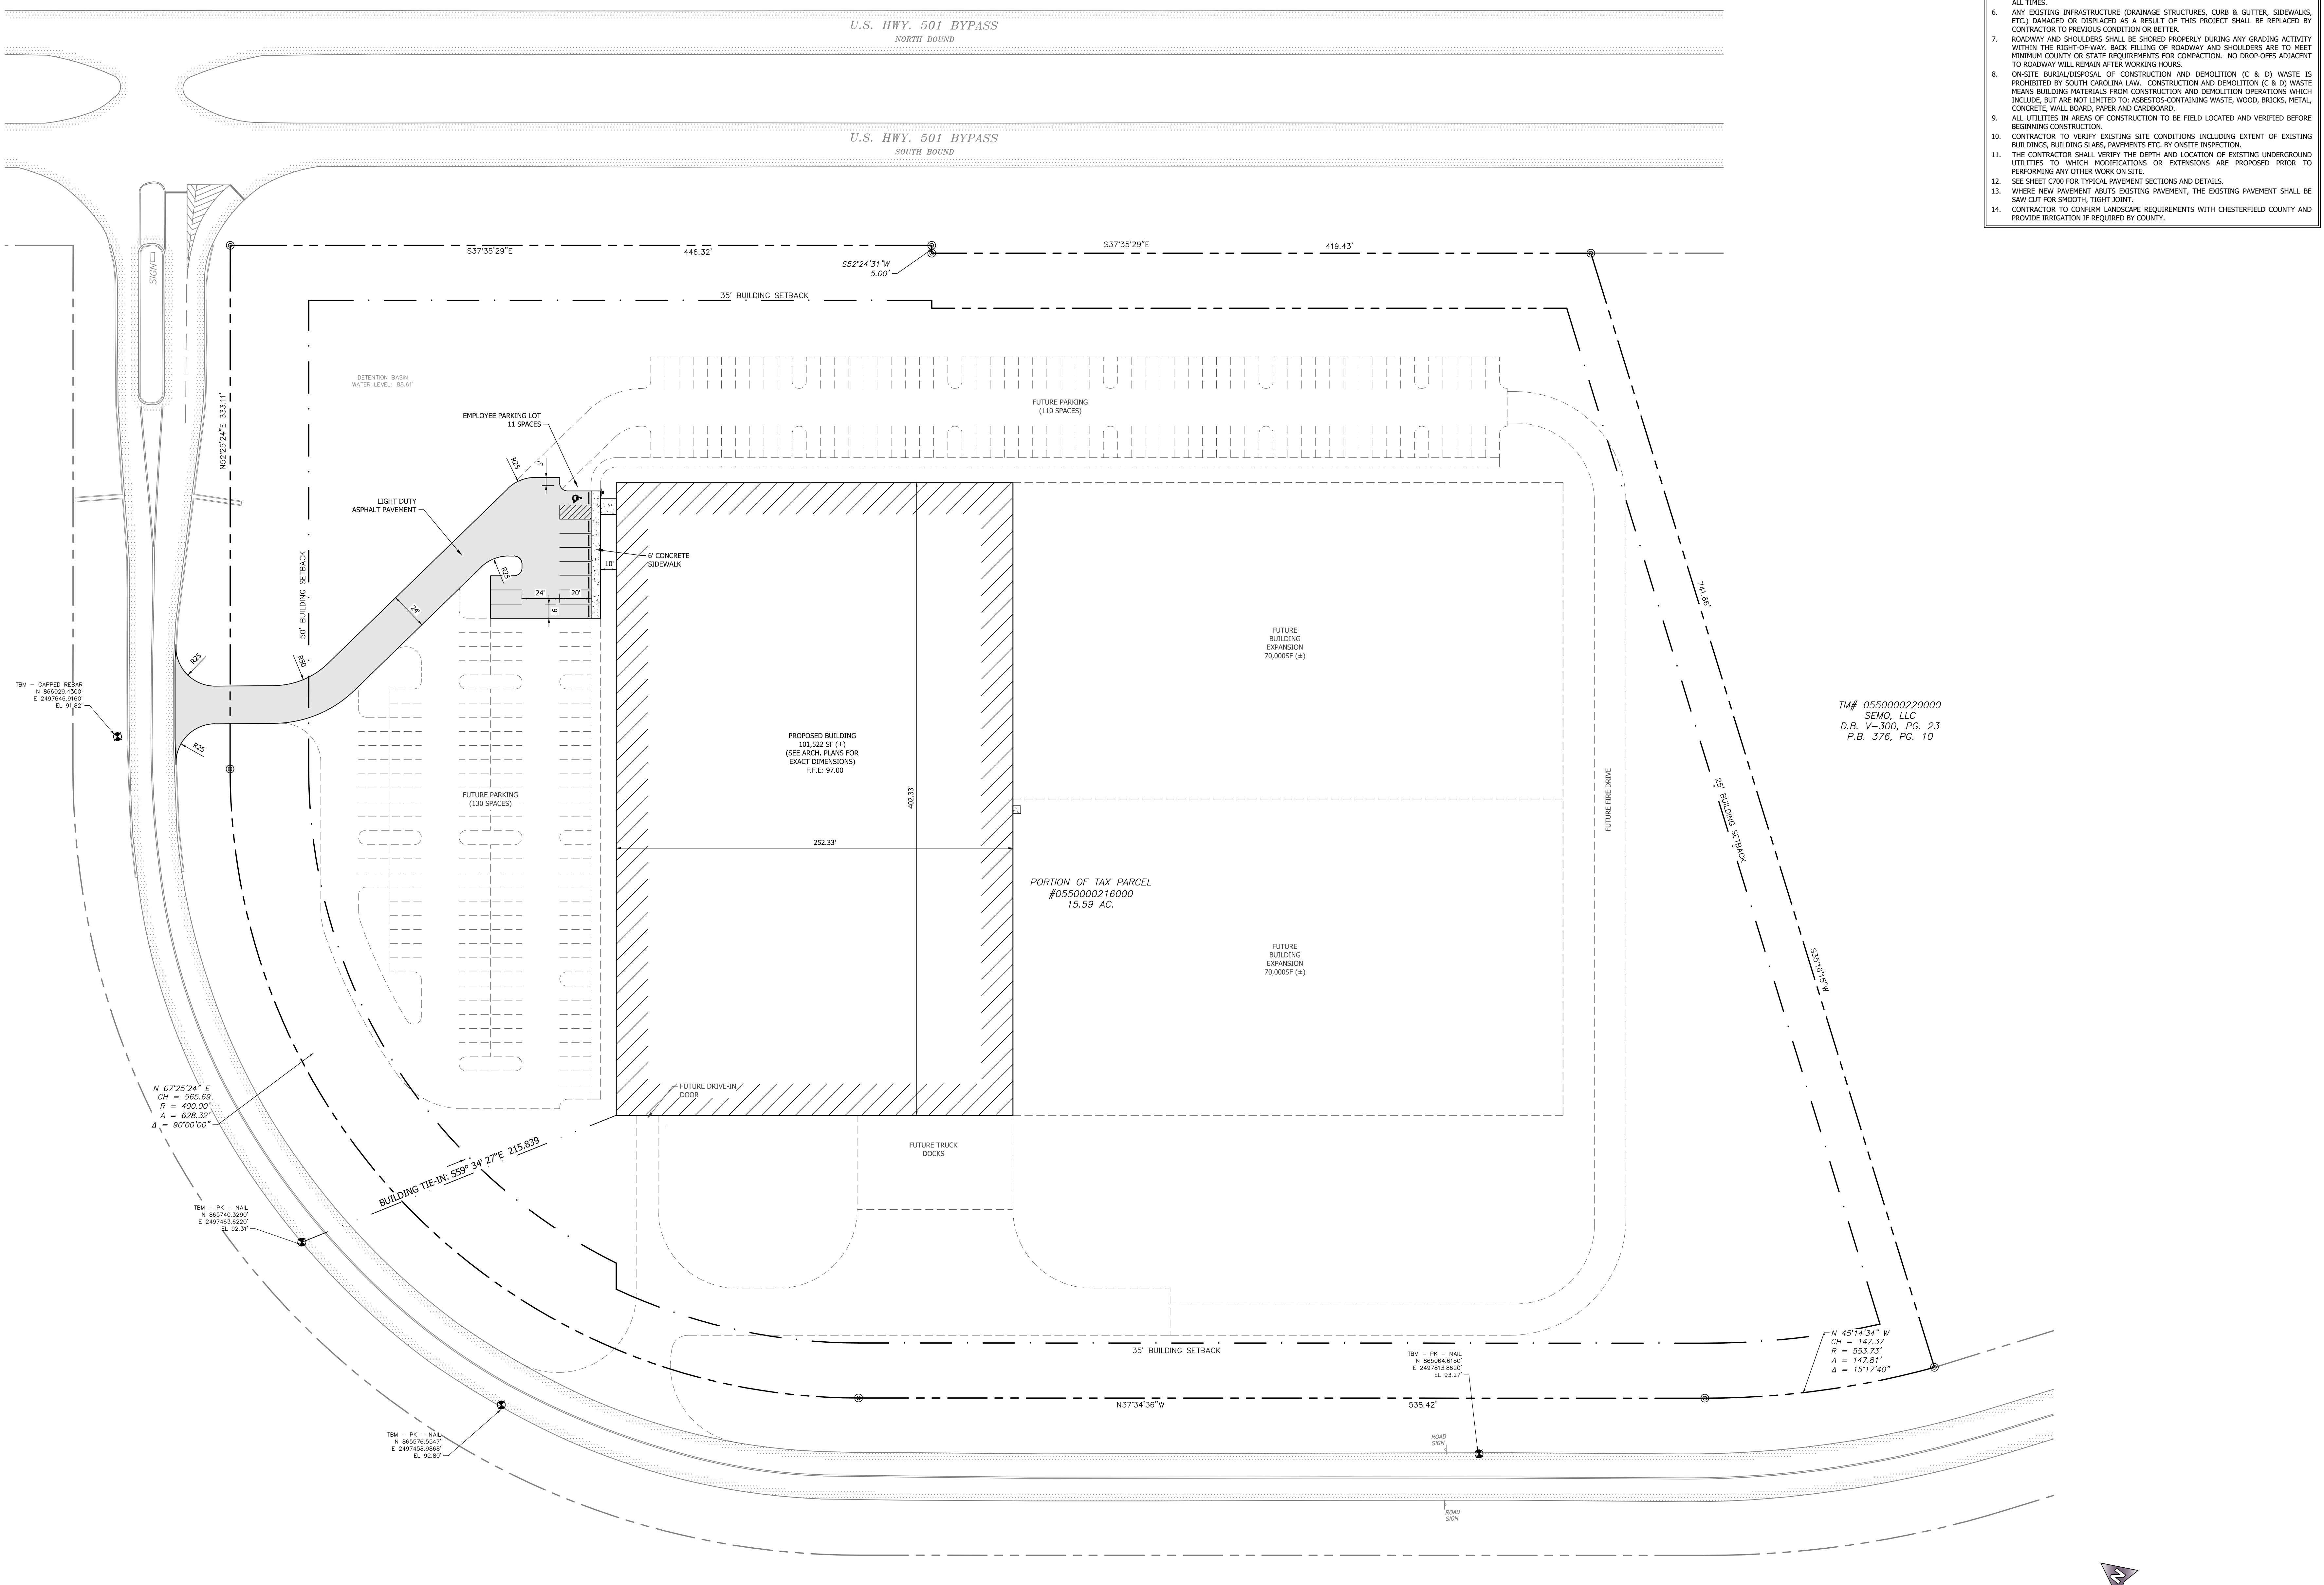 U.S. HWY. 501 BYPASS
NORTH BOUND
U.S. HWY. 501 BYPASS
SOUTH BOUND
ALL TIMES.
6. ANY EXISTING INFRASTRUCTURE (DRAINAGE STRUCTURES, CURB & GUTTER, SIDEWALKS,
ETC.) DAMAGED OR DISPLACED AS A RESULT OF THIS PROJECT SHALL BE REPLACED BY
CONTRACTOR TO PREVIOUS CONDITION OR BETTER.
7. ROADWAY AND SHOULDERS SHALL BE SHORED PROPERLY DURING ANY GRADING ACTIVITY
WITHIN THE RIGHT-OF-WAY. BACK FILLING OF ROADWAY AND SHOULDERS ARE TO MEET
MINIMUM COUNTY OR STATE REQUIREMENTS FOR COMPACTION. NO DROP-OFFS ADJACENT
TO ROADWAY WILL REMAIN AFTER WORKING HOURS.
8. ON-SITE BURIAL/DISPOSAL OF CONSTRUCTION AND DEMOLITION (C & D) WASTE IS
PROHIBITED BY SOUTH CAROLINA LAW. CONSTRUCTION AND DEMOLITION (C & D) WASTE
MEANS BUILDING MATERIALS FROM CONSTRUCTION AND DEMOLITION OPERATIONS WHICH
INCLUDE, BUT ARE NOT LIMITED TO: ASBESTOS-CONTAINING WASTE, WOOD, BRICKS, METAL,
CONCRETE, WALL BOARD, PAPER AND CARDBOARD.
9. ALL UTILITIES IN AREAS OF CONSTRUCTION TO BE FIELD LOCATED AND VERIFIED BEFORE
BEGINNING CONSTRUCTION.
10. CONTRACTOR TO VERIFY EXISTING SITE CONDITIONS INCLUDING EXTENT OF EXISTING
BUILDINGS, BUILDING SLABS, PAVEMENTS ETC. BY ONSITE INSPECTION.
11. THE CONTRACTOR SHALL VERIFY THE DEPTH AND LOCATION OF EXISTING UNDERGROUND
UTILITIES TO WHICH MODIFICATIONS OR EXTENSIONS ARE PROPOSED PRIOR TO
PERFORMING ANY OTHER WORK ON SITE.
12. SEE SHEET C700 FOR TYPICAL PAVEMENT SECTIONS AND DETAILS.
13. WHERE NEW PAVEMENT ABUTS EXISTING PAVEMENT, THE EXISTING PAVEMENT SHALL BE
SAW CUT FOR SMOOTH, TIGHT JOINT.
14. CONTRACTOR TO CONFIRM LANDSCAPE REQUIREMENTS WITH CHESTERFIELD COUNTY AND
PROVIDE IRRIGATION IF REQUIRED BY COUNTY.
SIGN
S37°35'29"E 446.32'
S52°24'31"W
5.00'
S37°35'29"E 419.43'
35' BUILDING SETBACK
DETENTION BASIN
WATER LEVEL: 88.61'
N52°25'24"E 333.11'
EMPLOYEE PARKING LOT
11 SPACES
FUTURE PARKING
(110 SPACES)
R25
5'
LIGHT DUTY
ASPHALT PAVEMENT
6' CONCRETE
SIDEWALK
10'
R25
24'
20'
9'
24'
50' BUILDING SETBACK
R25
R50
R25
TBM - CAPPED REBAR
N 866029.4300'
E 2497646.9160'
EL 91.82'
741.66'
FUTURE
BUILDING
EXPANSION
70,000SF (±)
TM# 0550000220000
SEMO, LLC
D.B. V-300, PG. 23
P.B. 376, PG. 10
PROPOSED BUILDING
101,522 SF (±)
(SEE ARCH. PLANS FOR
EXACT DIMENSIONS)
F.F.E: 97.00
402.33'
252.33'
FUTURE PARKING
(130 SPACES)
FUTURE FIRE DRIVE
25' BUILDING SETBACK
PORTION OF TAX PARCEL
#0550000216000
15.59 AC.
FUTURE
BUILDING
EXPANSION
70,000SF (±)
S35°16'15"W
N 07°25'24" E
CH = 565.69
R = 400.00'
A = 628.32'
Δ = 90°00'00"
FUTURE DRIVE-IN
DOOR
FUTURE TRUCK
DOCKS
BUILDING TIE-IN: S59° 34' 27"E 215.839
TBM - PK - NAIL
N 865740.3290'
E 2497463.6220'
EL 92.31'
35' BUILDING SETBACK
TBM - PK - NAIL
N 865064.6180'
E 2497813.8620'
EL 93.27'
N 45°14'34" W
CH = 147.37
R = 553.73'
A = 147.81'
Δ = 15°17'40"
N37°34'36"W 538.42'
TBM - PK - NAIL
N 865576.5547'
E 2497458.9868'
EL 92.80'
ROAD
SIGN
ROAD
SIGN
N